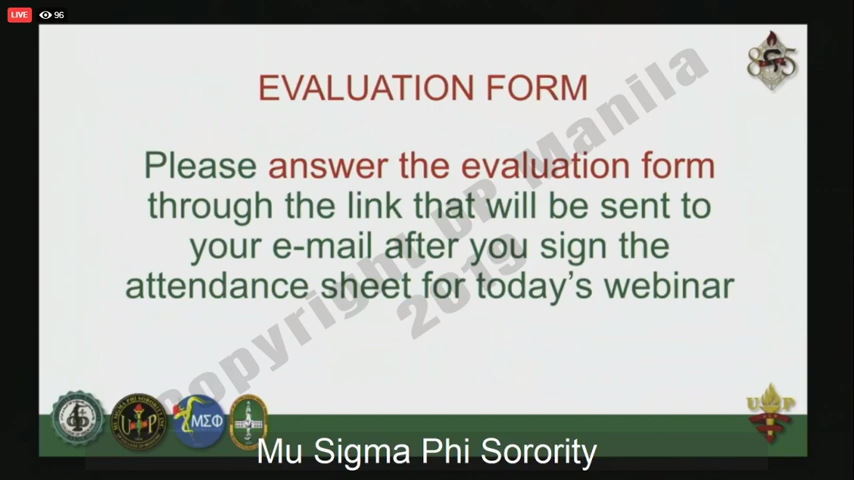 LIVE 96
85
EVALUATION FORM
Please answer the evaluation form
through the link that will be sent to
your e-mail after you sign the
attendance sheet for today's webinar
Copyright UP Manila
2019
ΜΣΦ
U P
Mu Sigma Phi Sorority